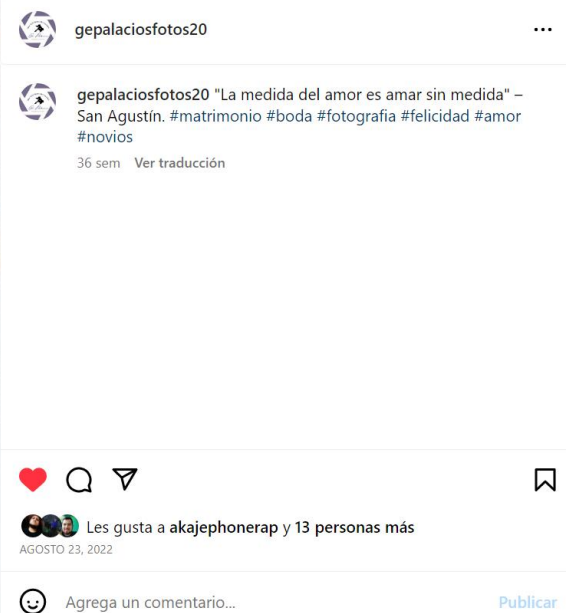 gepalaciosfotos20
gepalaciosfotos20 "La medida del amor es amar sin medida" –
San Agustín. #matrimonio #boda #fotografia #felicidad #amor
#novios
36 sem Ver traducción
Les gusta a akajephonerap y 13 personas más
AGOSTO 23, 2022
Agrega un comentario...
Publicar